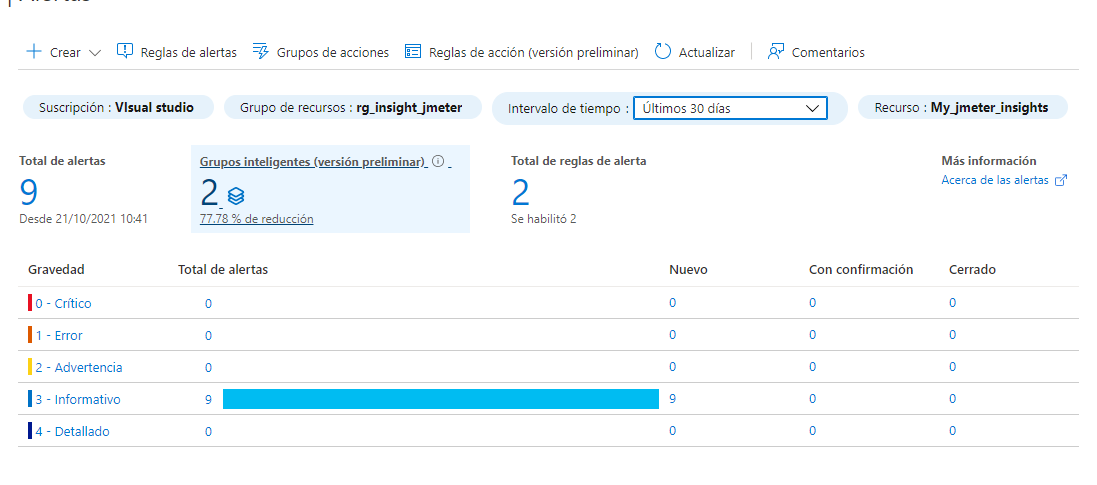 Alertas
Crear Reglas de alertas Grupos de acciones Reglas de acción (versión preliminar) Actualizar Comentarios
Suscripción : VIsual studio Grupo de recursos : rg_insight_jmeter Intervalo de tiempo : Últimos 30 días Recurso : My_jmeter_insights
Total de alertas Grupos inteligentes (versión preliminar) Total de reglas de alerta Más información
9 2 2 Acerca de las alertas
Desde 21/10/2021 10:41 77.78 % de reducción Se habilitó 2
Gravedad Total de alertas Nuevo Con confirmación Cerrado
0 - Crítico 0 0 0 0
1 - Error 0 0 0 0
2 - Advertencia 0 0 0 0
3 - Informativo 9 9 0 0
4 - Detallado 0 0 0 0